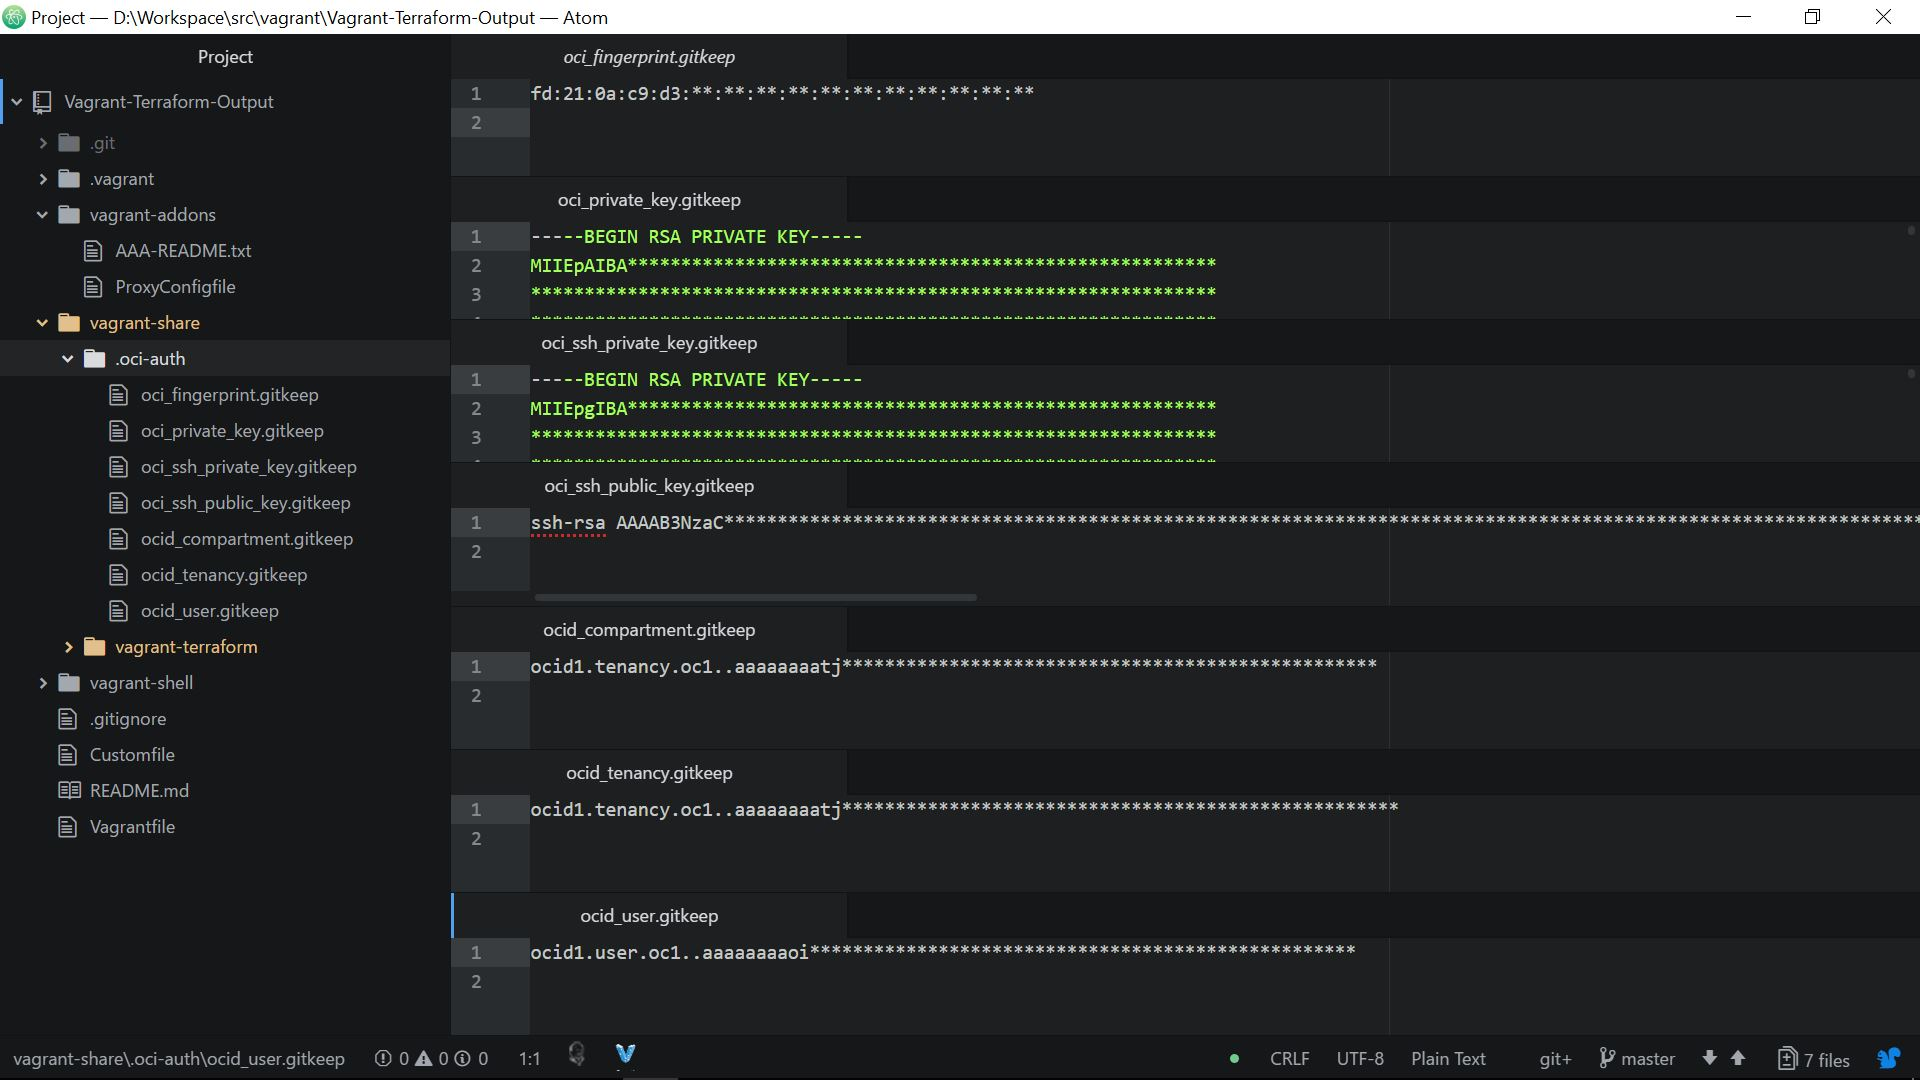 Project — D:\Workspace\src\vagrant\Vagrant-Terraform-Output — Atom
Project
Vagrant-Terraform-Output
.git
.vagrant
vagrant-addons
AAA-README.txt
ProxyConfigfile
vagrant-share
.oci-auth
oci_fingerprint.gitkeep
oci_private_key.gitkeep
oci_ssh_private_key.gitkeep
oci_ssh_public_key.gitkeep
ocid_compartment.gitkeep
ocid_tenancy.gitkeep
ocid_user.gitkeep
vagrant-terraform
vagrant-shell
.gitignore
Customfile
README.md
Vagrantfile
oci_fingerprint.gitkeep
1 fd:21:0a:c9:d3:**:**:**:**:**:**:**:**:**:**:**
2
oci_private_key.gitkeep
1 -----BEGIN RSA PRIVATE KEY-----
2 MIIEpAIBA*******************************************************
3 ****************************************************************
oci_ssh_private_key.gitkeep
1 -----BEGIN RSA PRIVATE KEY-----
2 MIIEpgIBA*******************************************************
3 ****************************************************************
oci_ssh_public_key.gitkeep
1 ssh-rsa AAAAB3NzaC****************************************************************************************************************
2
ocid_compartment.gitkeep
1 ocid1.tenancy.oc1..aaaaaaaatj**************************************************
2
ocid_tenancy.gitkeep
1 ocid1.tenancy.oc1..aaaaaaaatj****************************************************
2
ocid_user.gitkeep
1 ocid1.user.oc1..aaaaaaaaoi***************************************************
2
vagrant-share\.oci-auth\ocid_user.gitkeep 0 0 0 1:1 CRLF UTF-8 Plain Text git+ master 7 files